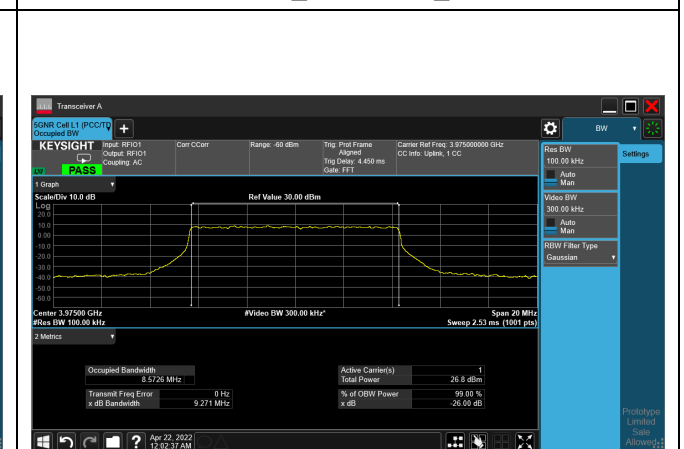 Transceiver A
5GNR Cell L1 (PCC/TD
Occupied BW
KEYSIGHT
LXI
PASS
Input: RFIO1
Output: RFIO1
Coupling: AC
Corr CCorr
Range: -60 dBm
Trig: Prot Frame
Aligned
Trig Delay: 4.450 ms
Gate: FFT
Carrier Ref Freq: 3.975000000 GHz
CC Info: Uplink, 1 CC
BW
Res BW
100.00 kHz
Auto
Man
Video BW
300.00 kHz
Auto
Man
RBW Filter Type
Gaussian
Settings
1 Graph
Scale/Div 10.0 dB
Ref Value 30.00 dBm
Log
20.0
10.0
0.00
-10.0
-20.0
-30.0
-40.0
-50.0
-60.0
Center 3.97500 GHz
#Video BW 300.00 kHz*
Span 20 MHz
#Res BW 100.00 kHz
Sweep 2.53 ms (1001 pts)
2 Metrics
Occupied Bandwidth
8.5726 MHz
Transmit Freq Error 0 Hz
x dB Bandwidth 9.271 MHz
Active Carrier(s) 1
Total Power 26.8 dBm
% of OBW Power 99.00 %
x dB -26.00 dB
Prototype
Limited
Sale
Allowed
Apr 22, 2022
12:02:37 AM